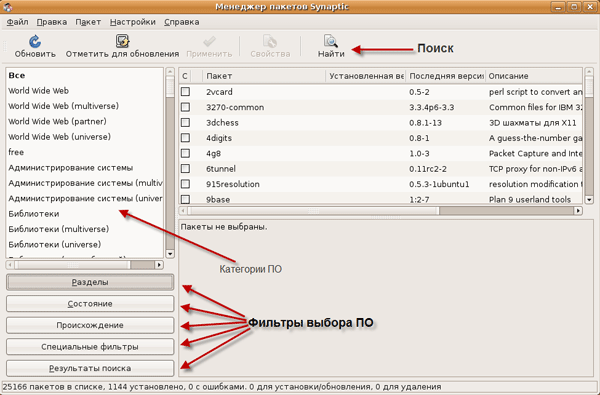 Менеджер пакетов Synaptic
Файл Правка Пакет Настройки Справка
Обновить Отметить для обновления Применить Свойства Найти Поиск
Все
World Wide Web
World Wide Web (multiverse)
World Wide Web (partner)
World Wide Web (universe)
free
Администрирование системы
Администрирование системы (multiv
Администрирование системы (univer
Библиотеки
Библиотеки (multiverse)
Библиотеки (universe)
С Пакет Установленная ве Последняя версия Описание
2vcard 0.5-2 perl script to convert an
3270-common 3.3.4p6-3 Common files for IBM 32
3dchess 0.8.1-13 3D шахматы для X11
4digits 0.8-1 A guess-the-number ga
4g8 1.0-3 Packet Capture and Inte
6tunnel 0.11rc2-2 TCP proxy for non-IPv6 a
915resolution 0.5.3-1ubuntu1 resolution modification t
9base 1:2-7 Plan 9 userland tools
Пакеты не выбраны.
Категории ПО
Разделы
Состояние
Происхождение
Специальные фильтры
Результаты поиска
Фильтры выбора ПО
25166 пакетов в списке, 1144 установлено, 0 с ошибками. 0 для установки/обновления, 0 для удаления